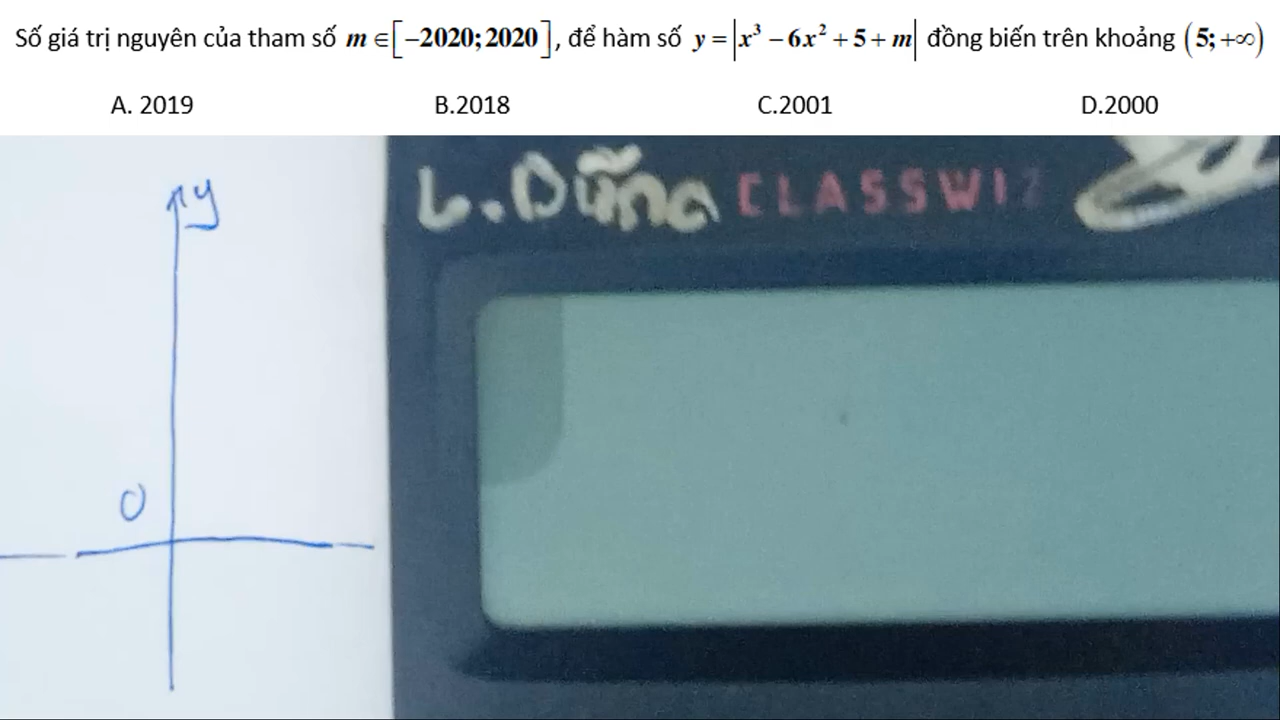 Số giá trị nguyên của tham số m ∈ [−2020; 2020], để hàm số y = |x³ − 6x² + 5 + m| đồng biến trên khoảng (5; +∞)
A. 2019 B.2018 C.2001 D.2000
L.Dũng CLASSWIZ
y
0